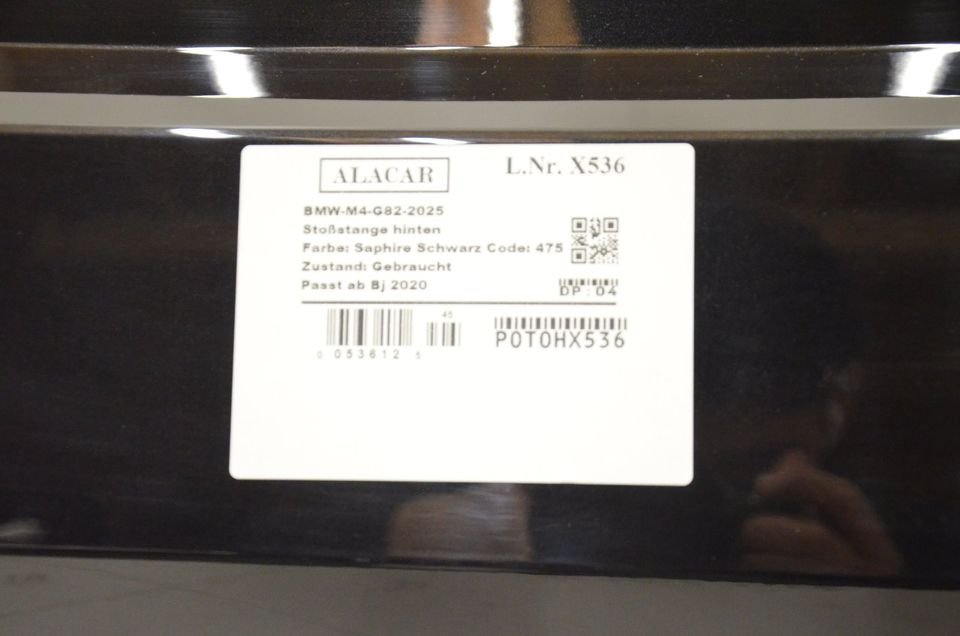 ALACAR
L.Nr. X536
BMW-M4-G82-2025
Stoßstange hinten
Farbe: Saphire Schwarz Code: 475
Zustand: Gebraucht
Passt ab Bj 2020
DP : 04
45
0 053612 5
POTOHX536